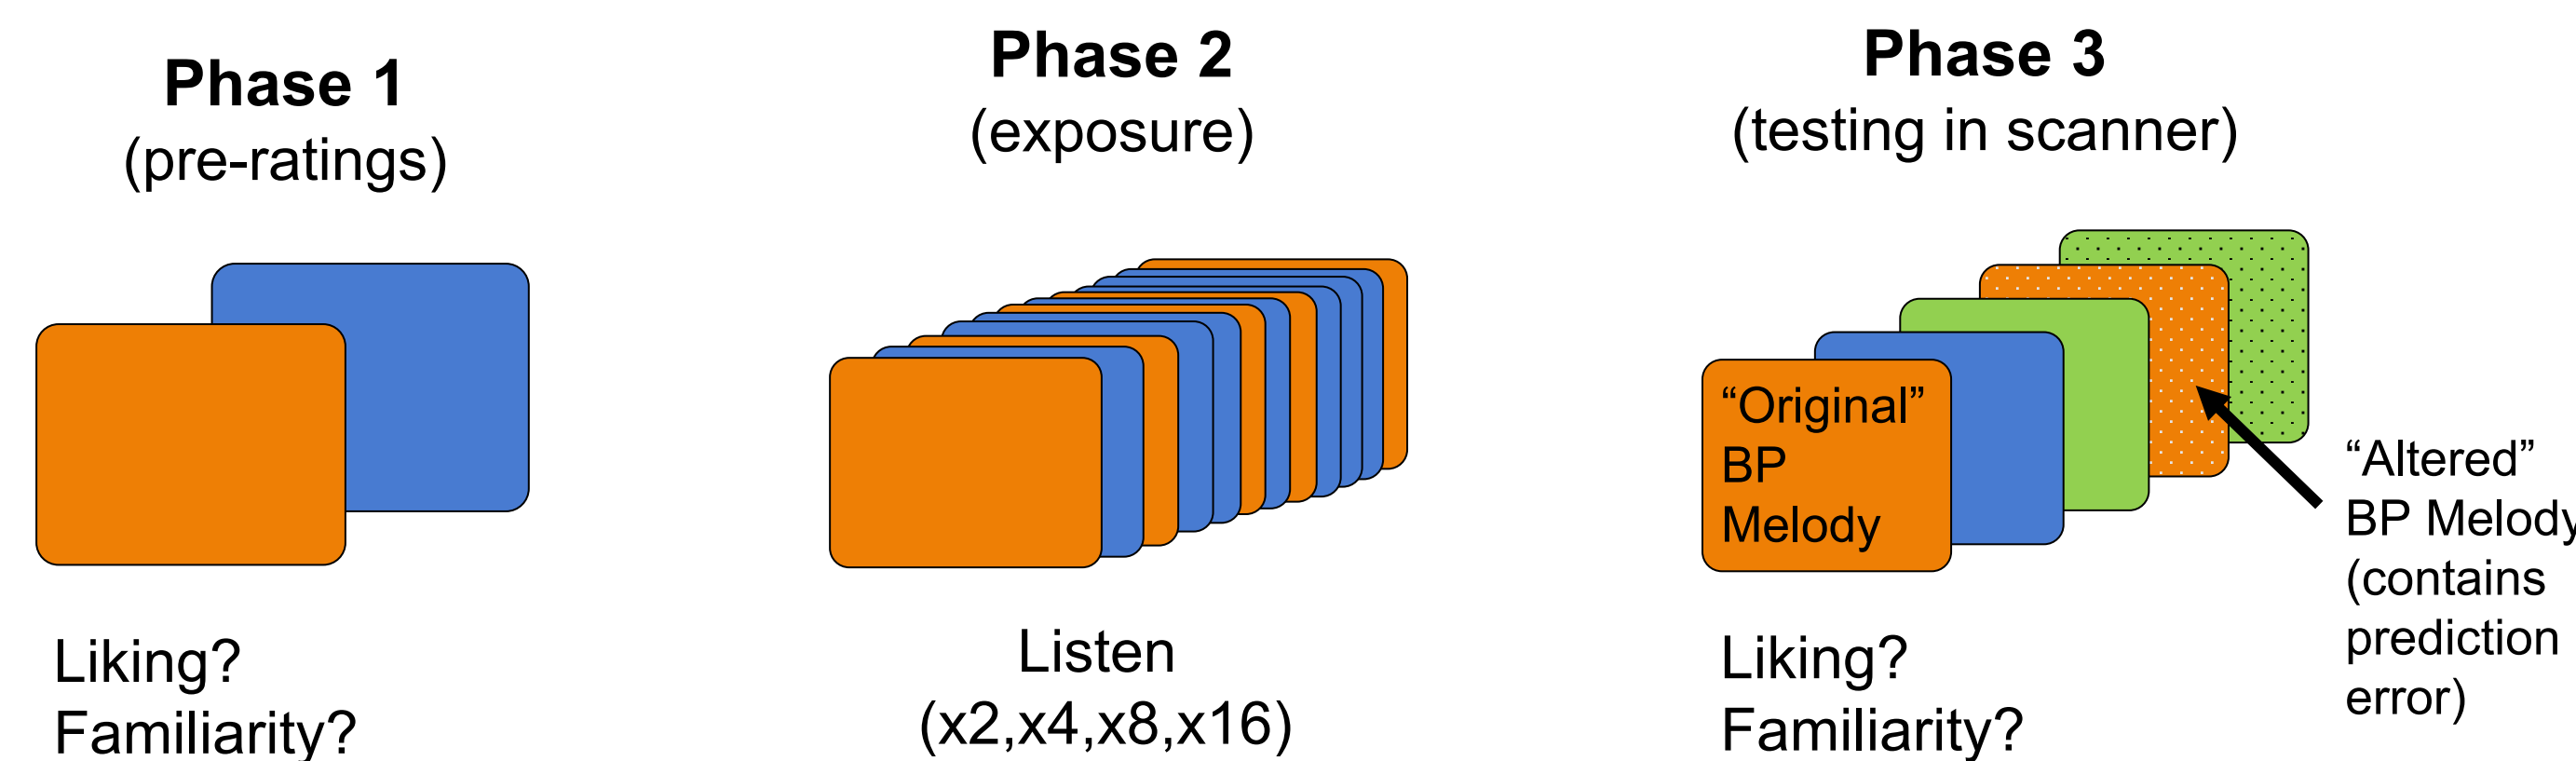 Phase 1
(pre-ratings)
Liking?
Familiarity?
Phase 2
(exposure)
Listen
(x2,x4,x8,x16)
Phase 3
(testing in scanner)
“Original”
BP
Melody
Liking?
Familiarity?
“Altered”
BP Melody
(contains
prediction
error)